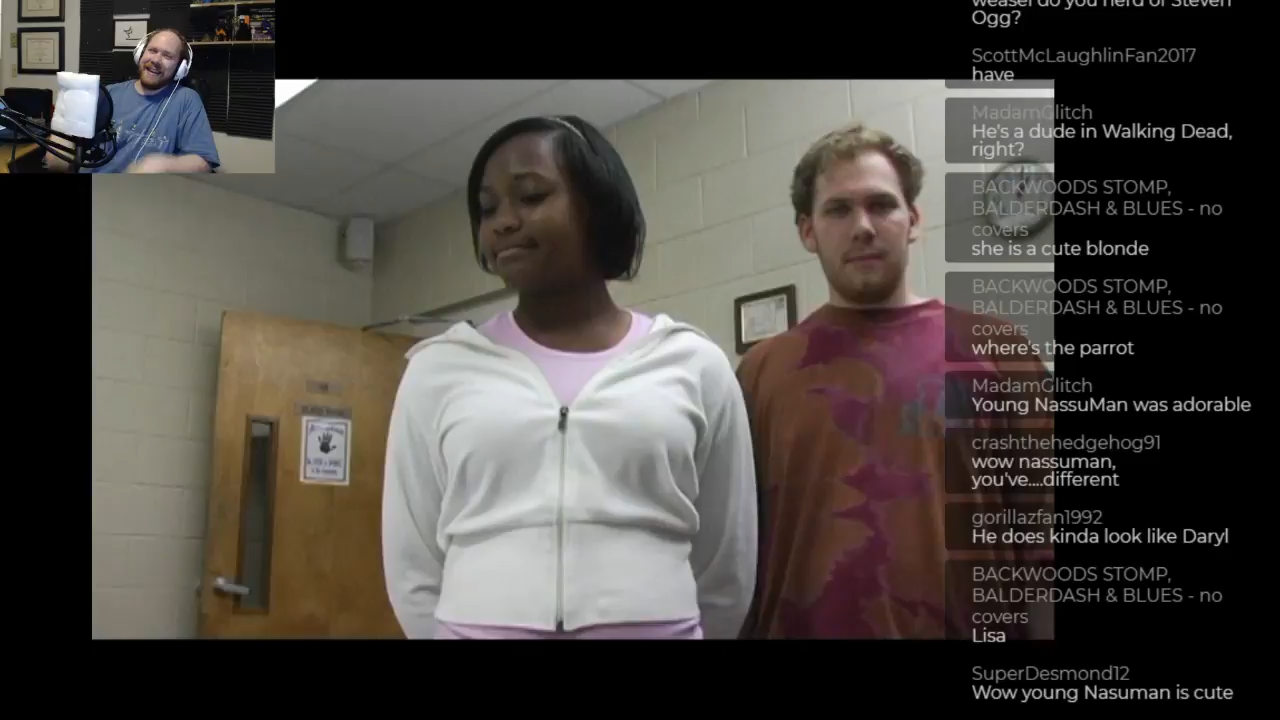 weasel do you nerd of Steven
Ogg?
ScottMcLaughlinFan2017
have
MadamGlitch
He's a dude in Walking Dead,
right?
BACKWOODS STOMP,
BALDERDASH & BLUES - no
covers
she is a cute blonde
BACKWOODS STOMP,
BALDERDASH & BLUES - no
covers
where's the parrot
MadamGlitch
Young NassuMan was adorable
crashthehedgehog91
wow nassuman,
you've....different
gorillazfan1992
He does kinda look like Daryl
BACKWOODS STOMP,
BALDERDASH & BLUES - no
covers
Lisa
SuperDesmond12
Wow young Nasuman is cute